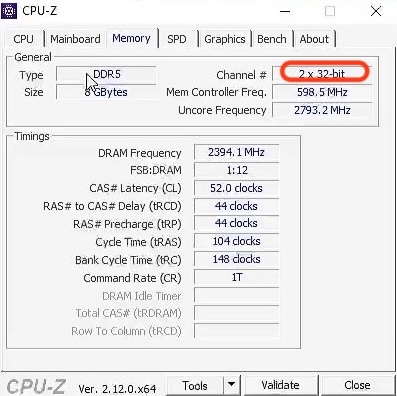 CPU-Z
CPU Mainboard Memory SPD Graphics Bench About
General
Type DDR5 Channel # 2 x 32-bit
Size 8 GBytes Mem Controller Freq. 598.5 MHz
Uncore Frequency 2793.2 MHz
Timings
DRAM Frequency 2394.1 MHz
FSB:DRAM 1:12
CAS# Latency (CL) 52.0 clocks
RAS# to CAS# Delay (tRCD) 44 clocks
RAS# Precharge (tRP) 44 clocks
Cycle Time (tRAS) 104 clocks
Bank Cycle Time (tRC) 148 clocks
Command Rate (CR) 1T
DRAM Idle Timer
Total CAS# (tRDRAM)
Row To Column (tRCD)
CPU-Z Ver. 2.12.0.x64 Tools Validate Close